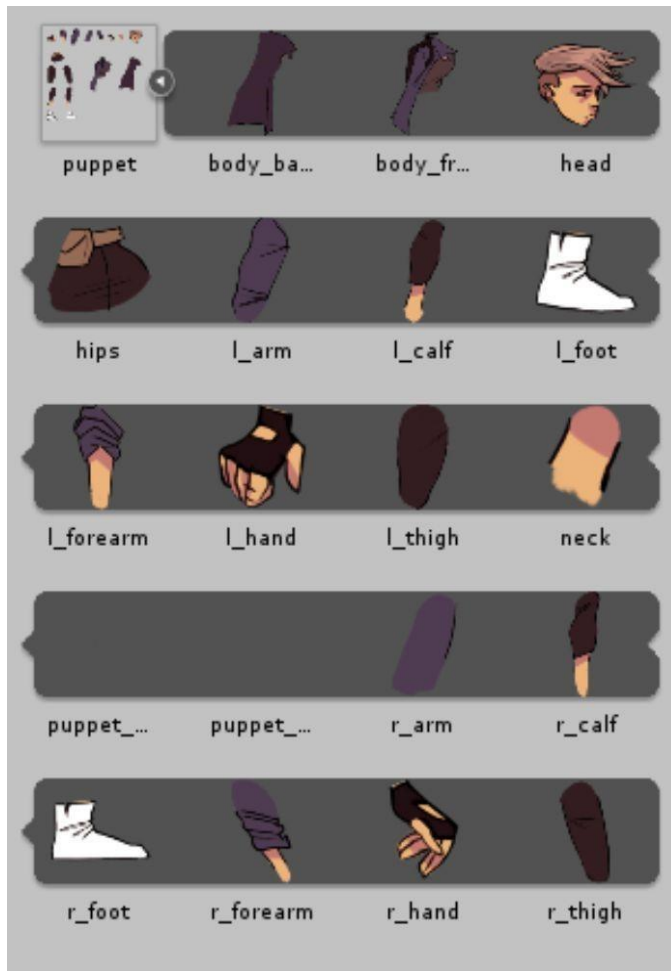 puppet body_ba... body_fr... head
hips l_arm l_calf l_foot
l_forearm l_hand l_thigh neck
puppet_... puppet_... r_arm r_calf
r_foot r_forearm r_hand r_thigh